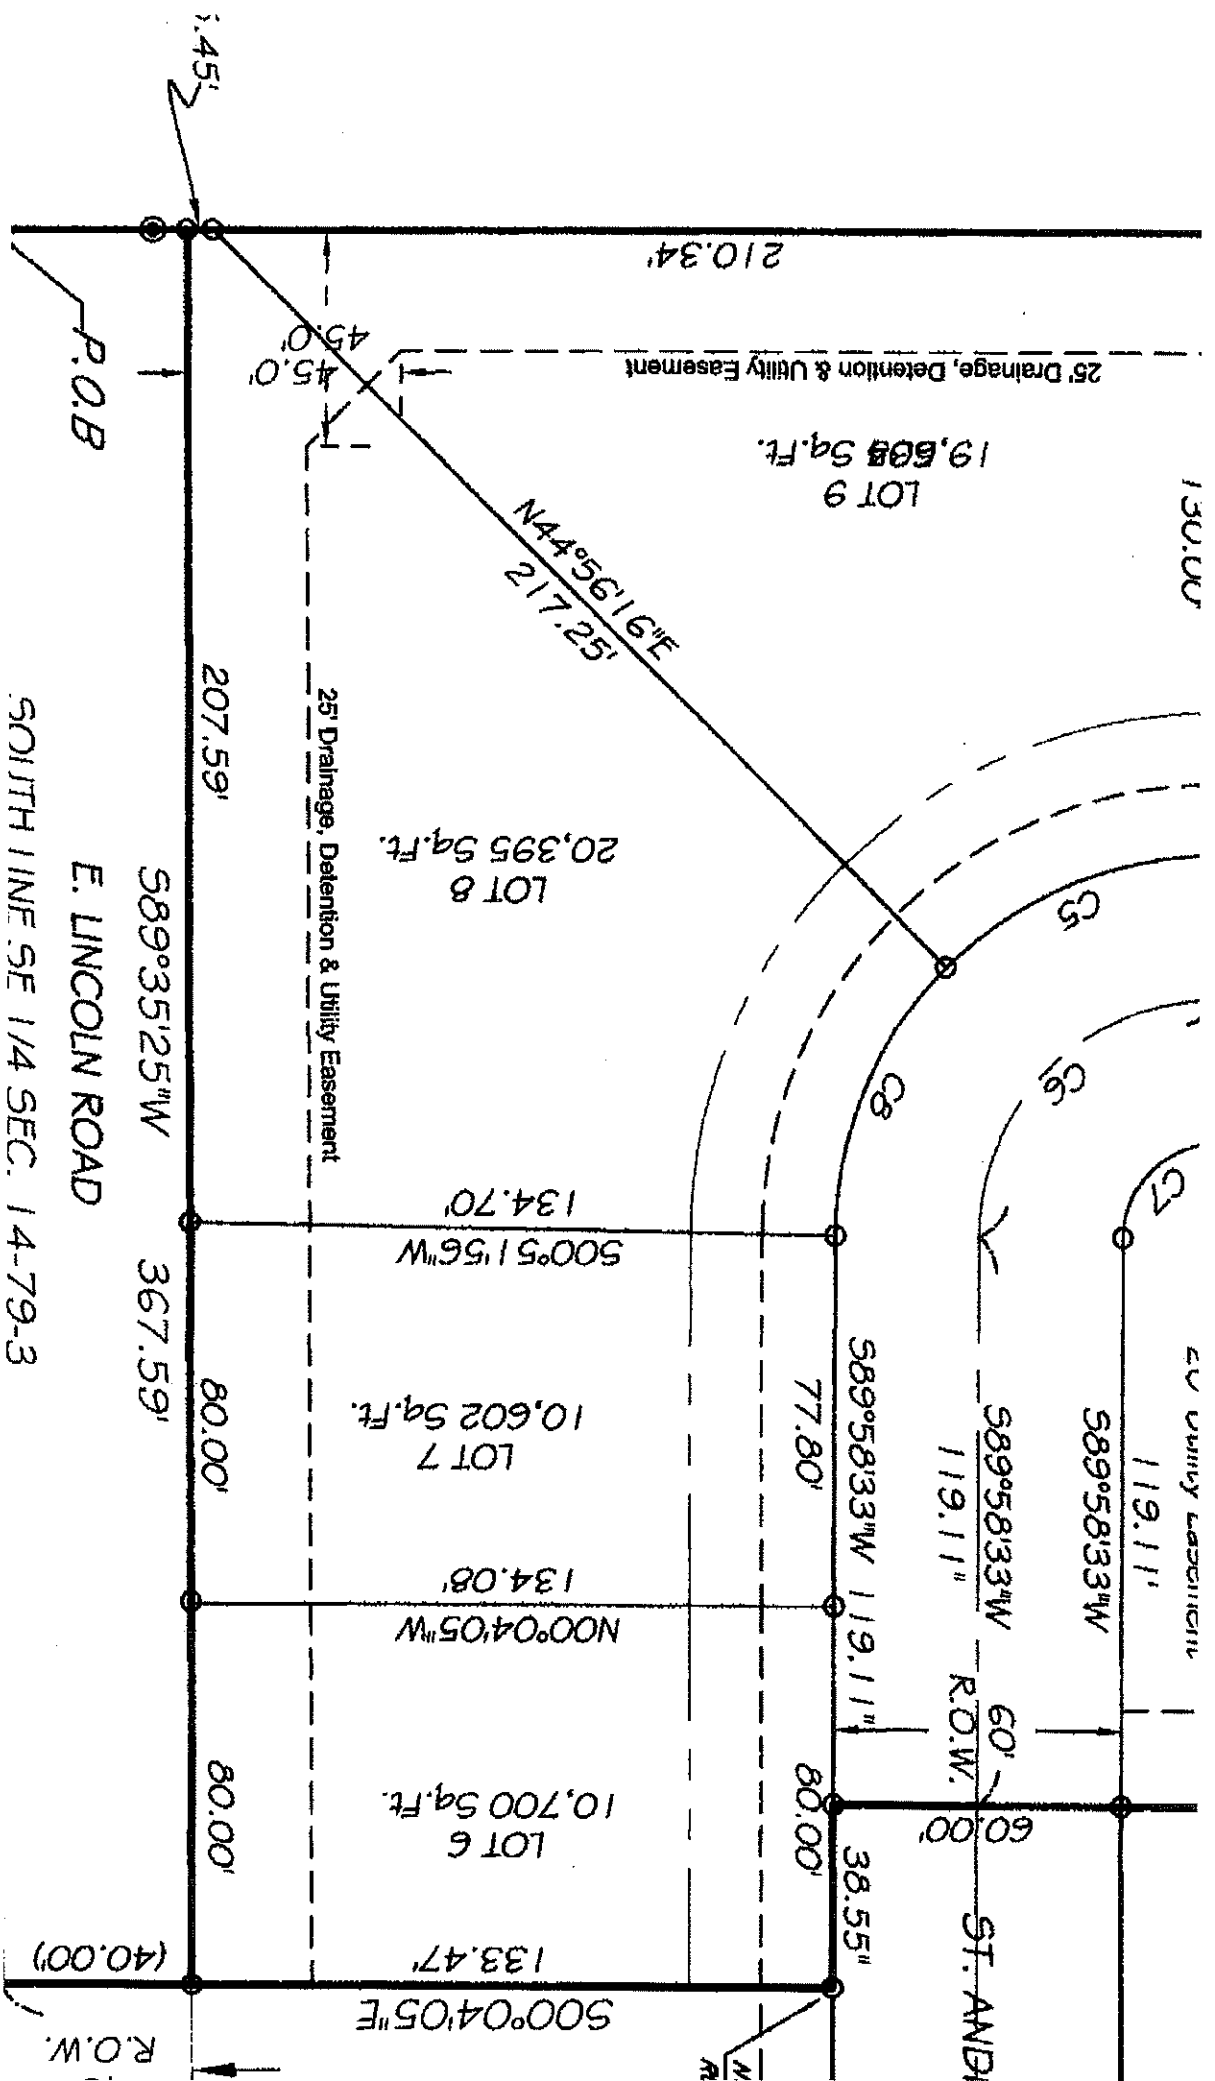 .45'
210.34'
P.O.B
45.0'
45.0'
25' Drainage, Detention & Utility Easement
LOT 9
Sq.Ft.
N44°56'16"E
217.25'
207.59'
25' Drainage, Detention & Utility Easement
LOT 8
20,395 Sq.Ft.
C5
C8
C6
C7
S89°35'25"W 367.59'
E. LINCOLN ROAD
SOUTH LINE SE 1/4 SEC. 14-79-3
134.70'
S00°51'56"W
80.00'
LOT 7
10,602 Sq.Ft.
77.80'
S89°58'33"W 119.11"
S89°58'33"W
119.11"
119.11'
S89°58'33"W
134.08'
N00°04'05"W
60'
R.O.W.
80.00'
LOT 6
10,700 Sq.Ft.
80.00'
60.00'
38.55"
133.47'
S00°04'05"E
(40.00')
R.O.W.